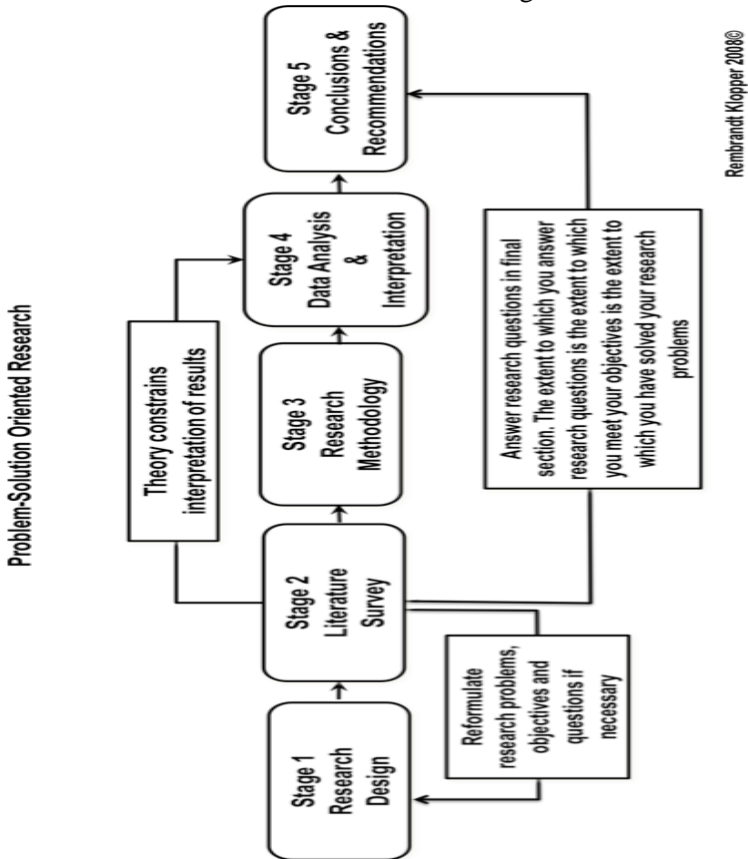 Problem-Solution Oriented Research
Theory constrains
interpretation of results
Stage 1
Research
Design
Stage 2
Literature
Survey
Stage 3
Research
Methodology
Stage 4
Data Analysis
&
Interpretation
Stage 5
Conclusions &
Recommendations
Reformulate
research problems,
objectives and
questions if
necessary
Answer research questions in final
section. The extent to which you answer
research questions is the extent to which
you meet your objectives is the extent to
which you have solved your research
problems
Rembrandt Klopper 2008©